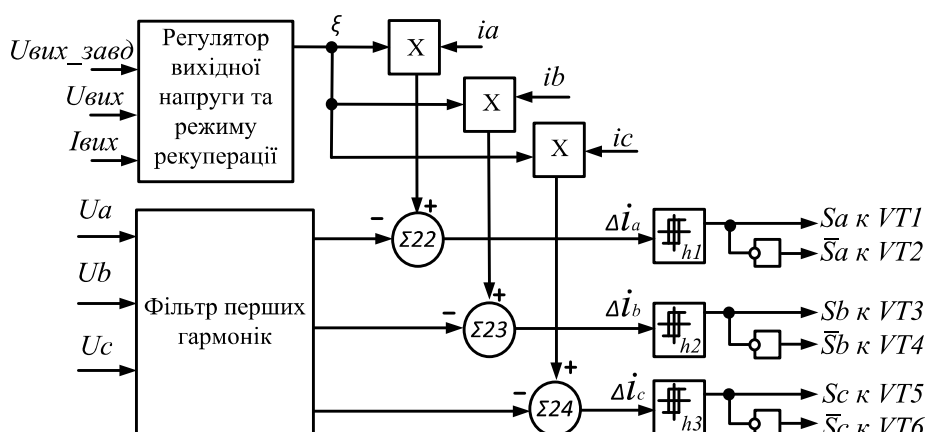 Регулятор
вихідної
напруги та
режиму
рекуперації
Uвих_завд
Uвих
Iвих
ξ
X
ia
X
ib
X
ic
Ua
Ub
Uc
Фільтр перших
гармонік
- +
Σ22
Δia
h1
Sa к VT1
S̅a к VT2
- +
Σ23
Δib
h2
Sb к VT3
S̅b к VT4
- +
Σ24
Δic
h3
Sc к VT5
S̅c к VT6